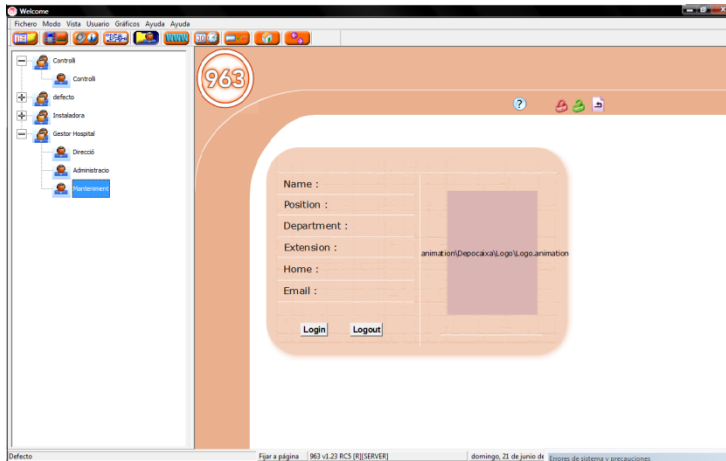 Welcome
Fichero Modo Vista Usuario Gráficos Ayuda Ayuda
WWW
Controlli
Controlli
defecto
Instaladora
Gestor Hospital
Direcció
Administracio
Manteniment
963
Name :
Position :
Department :
Extension :
Home :
Email :
animation\Depocaixa\Logo\Logo.animation
Login Logout
Defecto Fijar a página 963 v1.23 RC5 [R][SERVER] domingo, 21 de junio de Errores de sistema y precauciones